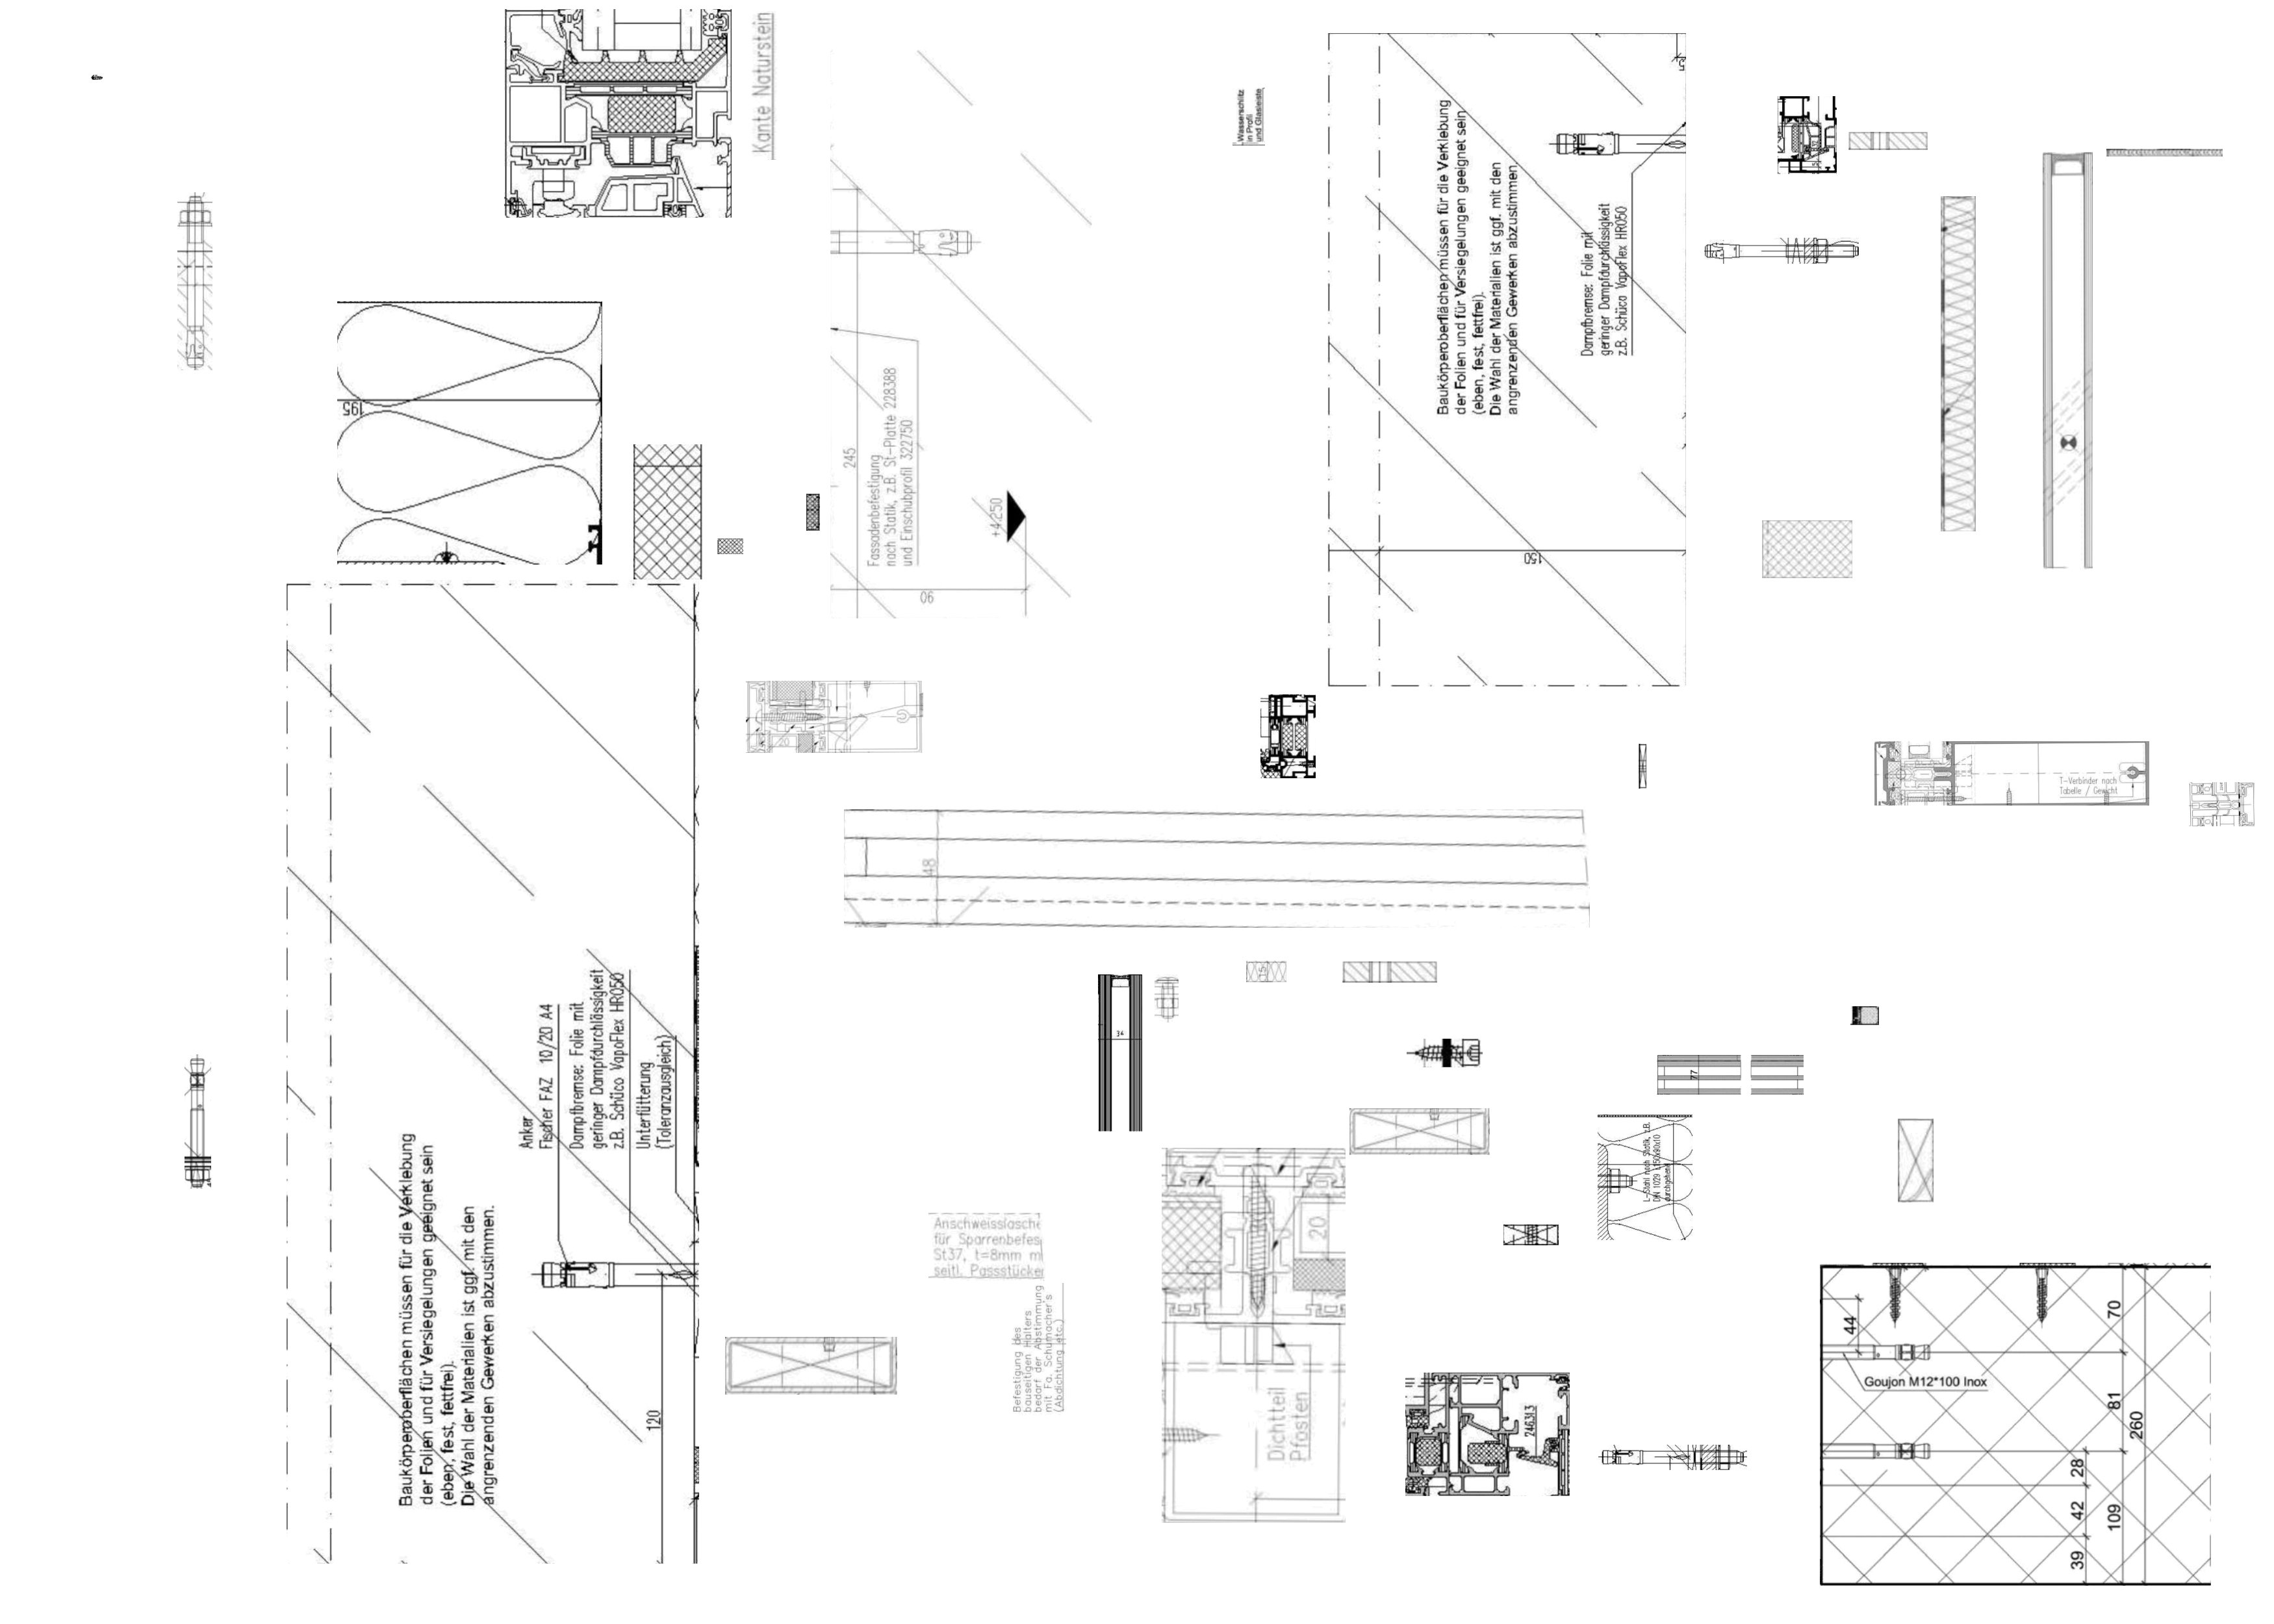 Kante Naturstein
Wasserschlitz
in Profil
und Glasleiste
Baukörperoberflächen müssen für die Verklebung
der Folien und für Versiegelungen geeignet sein
(eben, fest, fettfrei).
Die Wahl der Materialien ist ggf. mit den
angrenzenden Gewerken abzustimmen
Dampfbremse: Folie mit
geringer Dampfdurchlässigkeit
z.B. Schüco VapoFlex HR050
150
195
245
Fassadenbefestigung
nach Statik, z.B. St-Platte 228388
und Einschubprofil 322750
+4.250
90
T-Verbinder nach
Tabelle / Gewicht
20
48
Anker
Fischer FAZ 10/20 A4
Dampfbremse: Folie mit
geringer Dampfdurchlässigkeit
z.B. Schüco VapoFlex HR050
Unterfütterung
(Toleranzausgleich)
Baukörperoberflächen müssen für die Verklebung
der Folien und für Versiegelungen geeignet sein
(eben, fest, fettfrei).
Die Wahl der Materialien ist ggf. mit den
angrenzenden Gewerken abzustimmen.
120
15
34
77
L-Stahl nach Statik, z.B.
DIN 1029 L150x90x10
durchgehend
Anschweisslasche
für Sparrenbefes
St37, t=8mm m
seitl. Passstücke
Befestigung des
bauseitigen Halters
bedarf der Abstimmung
mit Fa. Schumacher's
(Abdichtung etc.)
20
Dichtteil
Pfosten
246313
44
70
Goujon M12*100 Inox
81
260
28
42
109
39